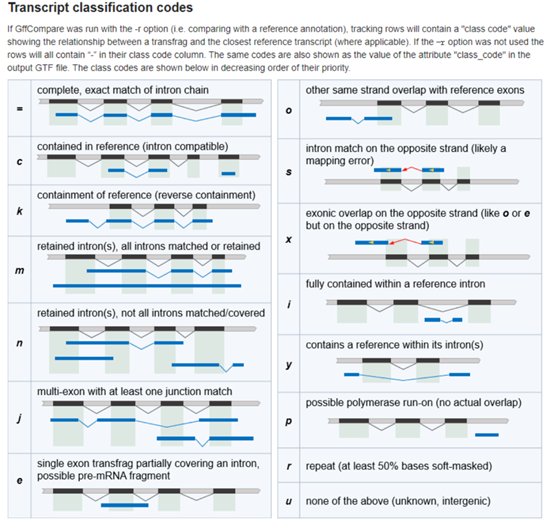 Transcript classification codes
If GffCompare was run with the -r option (i.e. comparing with a reference annotation), tracking rows will contain a "class code" value
showing the relationship between a transfrag and the closest reference transcript (where applicable). If the –r option was not used the
rows will all contain "-" in their class code column. The same codes are also shown as the value of the attribute "class_code" in the
output GTF file. The class codes are shown below in decreasing order of their priority.
= complete, exact match of intron chain
c contained in reference (intron compatible)
k containment of reference (reverse containment)
m retained intron(s), all introns matched or retained
n retained intron(s), not all introns matched/covered
j multi-exon with at least one junction match
e single exon transfrag partially covering an intron,
possible pre-mRNA fragment
o other same strand overlap with reference exons
s intron match on the opposite strand (likely a
mapping error)
x exonic overlap on the opposite strand (like o or e
but on the opposite strand)
i fully contained within a reference intron
y contains a reference within its intron(s)
p possible polymerase run-on (no actual overlap)
r repeat (at least 50% bases soft-masked)
u none of the above (unknown, intergenic)